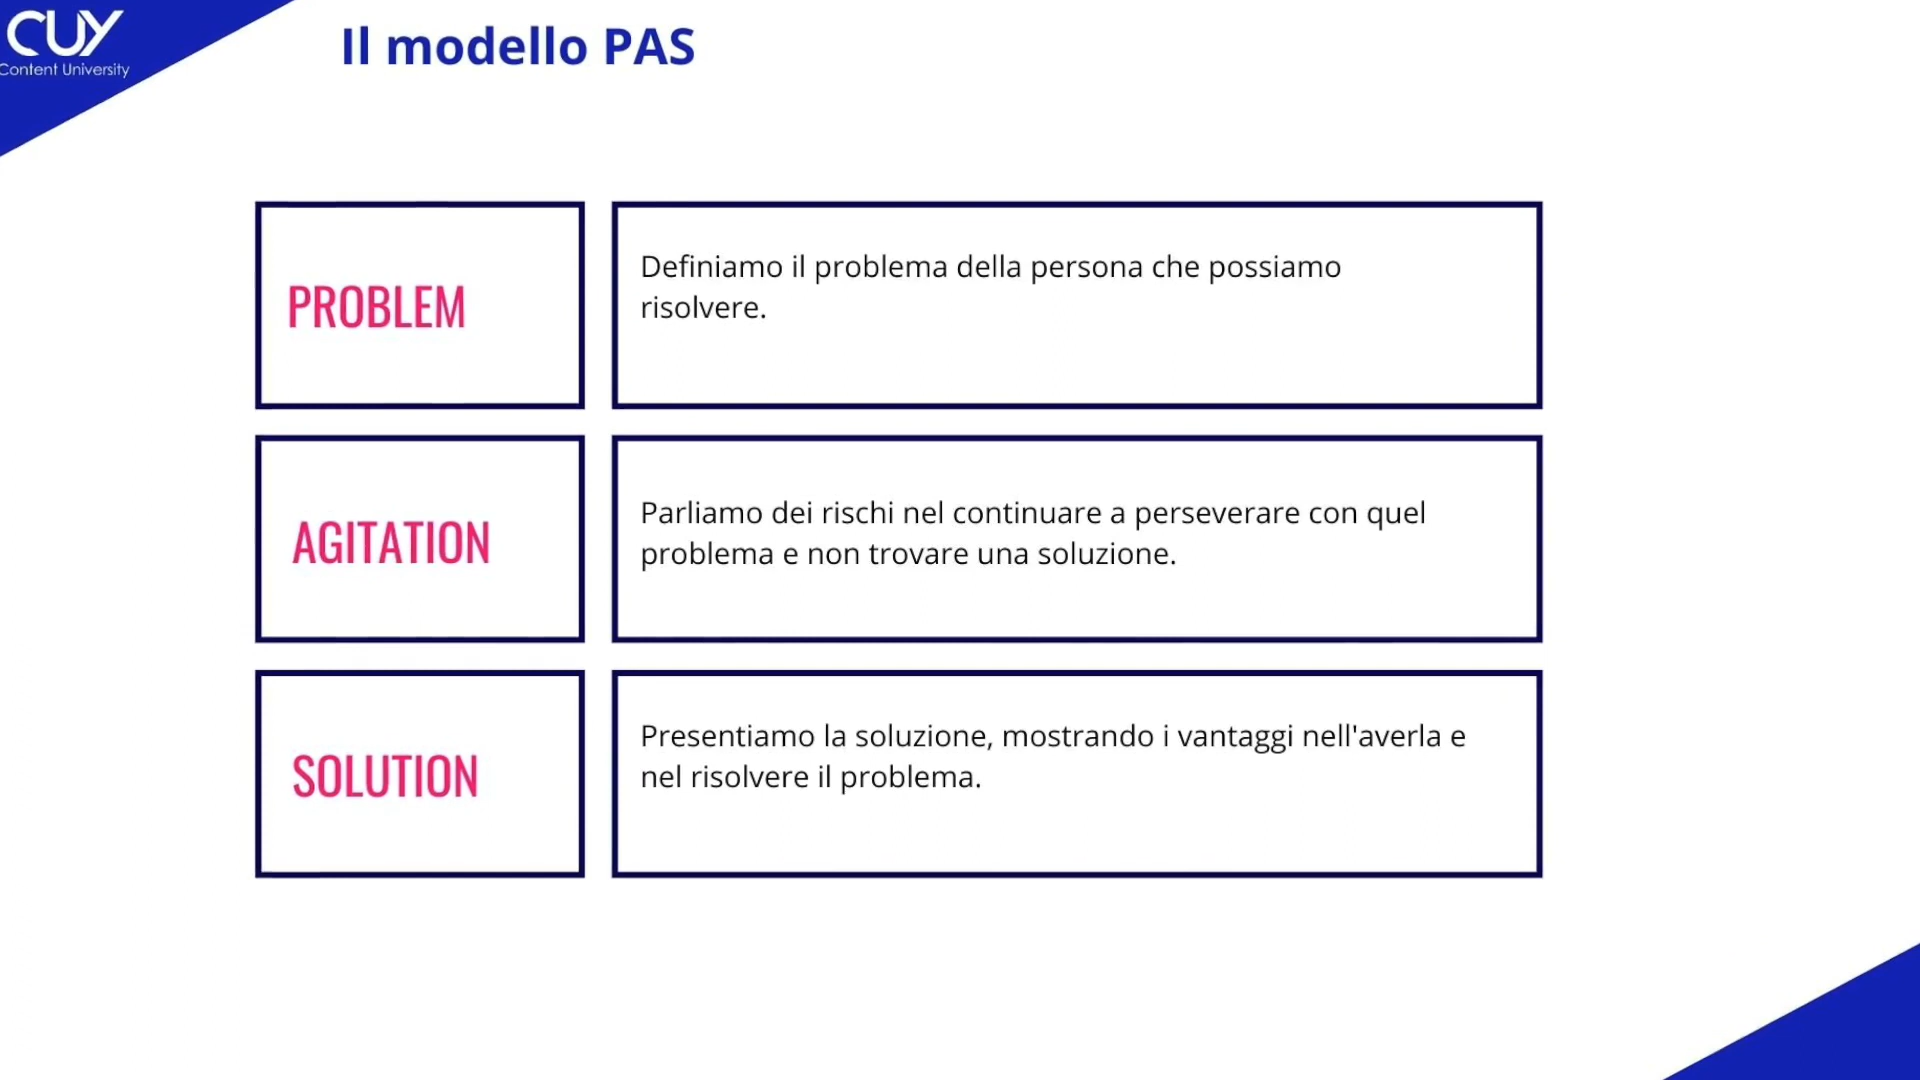 CUY
Content University
Il modello PAS
PROBLEM
Definiamo il problema della persona che possiamo
risolvere.
AGITATION
Parliamo dei rischi nel continuare a perseverare con quel
problema e non trovare una soluzione.
SOLUTION
Presentiamo la soluzione, mostrando i vantaggi nell'averla e
nel risolvere il problema.